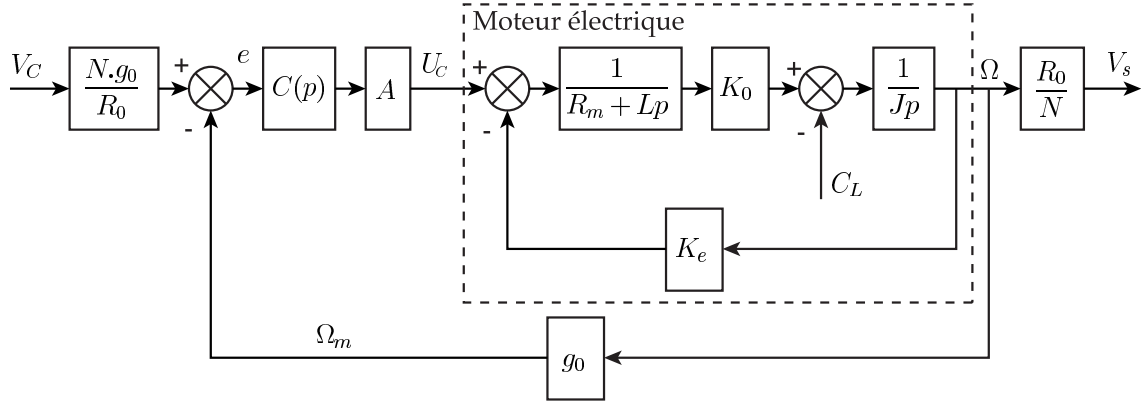 Moteur électrique
V_C
N.g_0
R_0
+
-
e
C(p)
A
U_C
+
-
1
R_m + Lp
K_0
+
-
C_L
1
Jp
Ω
R_0
N
V_s
K_e
Ω_m
g_0